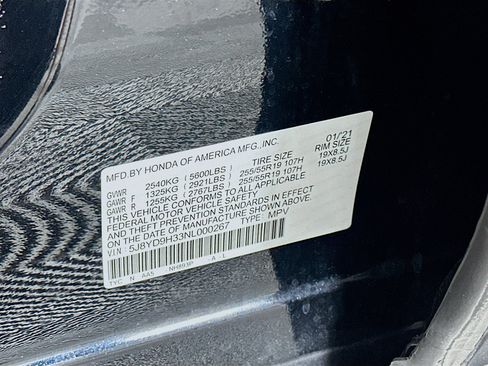 MFD.BY HONDA OF AMERICA MFG.,INC. 01/21
GVWR 2540KG (5600LBS) TIRE SIZE RIM SIZE
GAWR F 1325KG (2921LBS) 255/55R19 107H 19X8.5J
GAWR R 1255KG (2767LBS) 255/55R19 107H 19X8.5J
THIS VEHICLE CONFORMS TO ALL APPLICABLE
FEDERAL MOTOR VEHICLE SAFETY
AND THEFT PREVENTION STANDARDS IN EFFECT
ON THE DATE OF MANUFACTURE SHOWN ABOVE.
V.I.N: 5J8YD9H33NL000267 TYPE: MPV
TYC N AA5 NH893P A - L